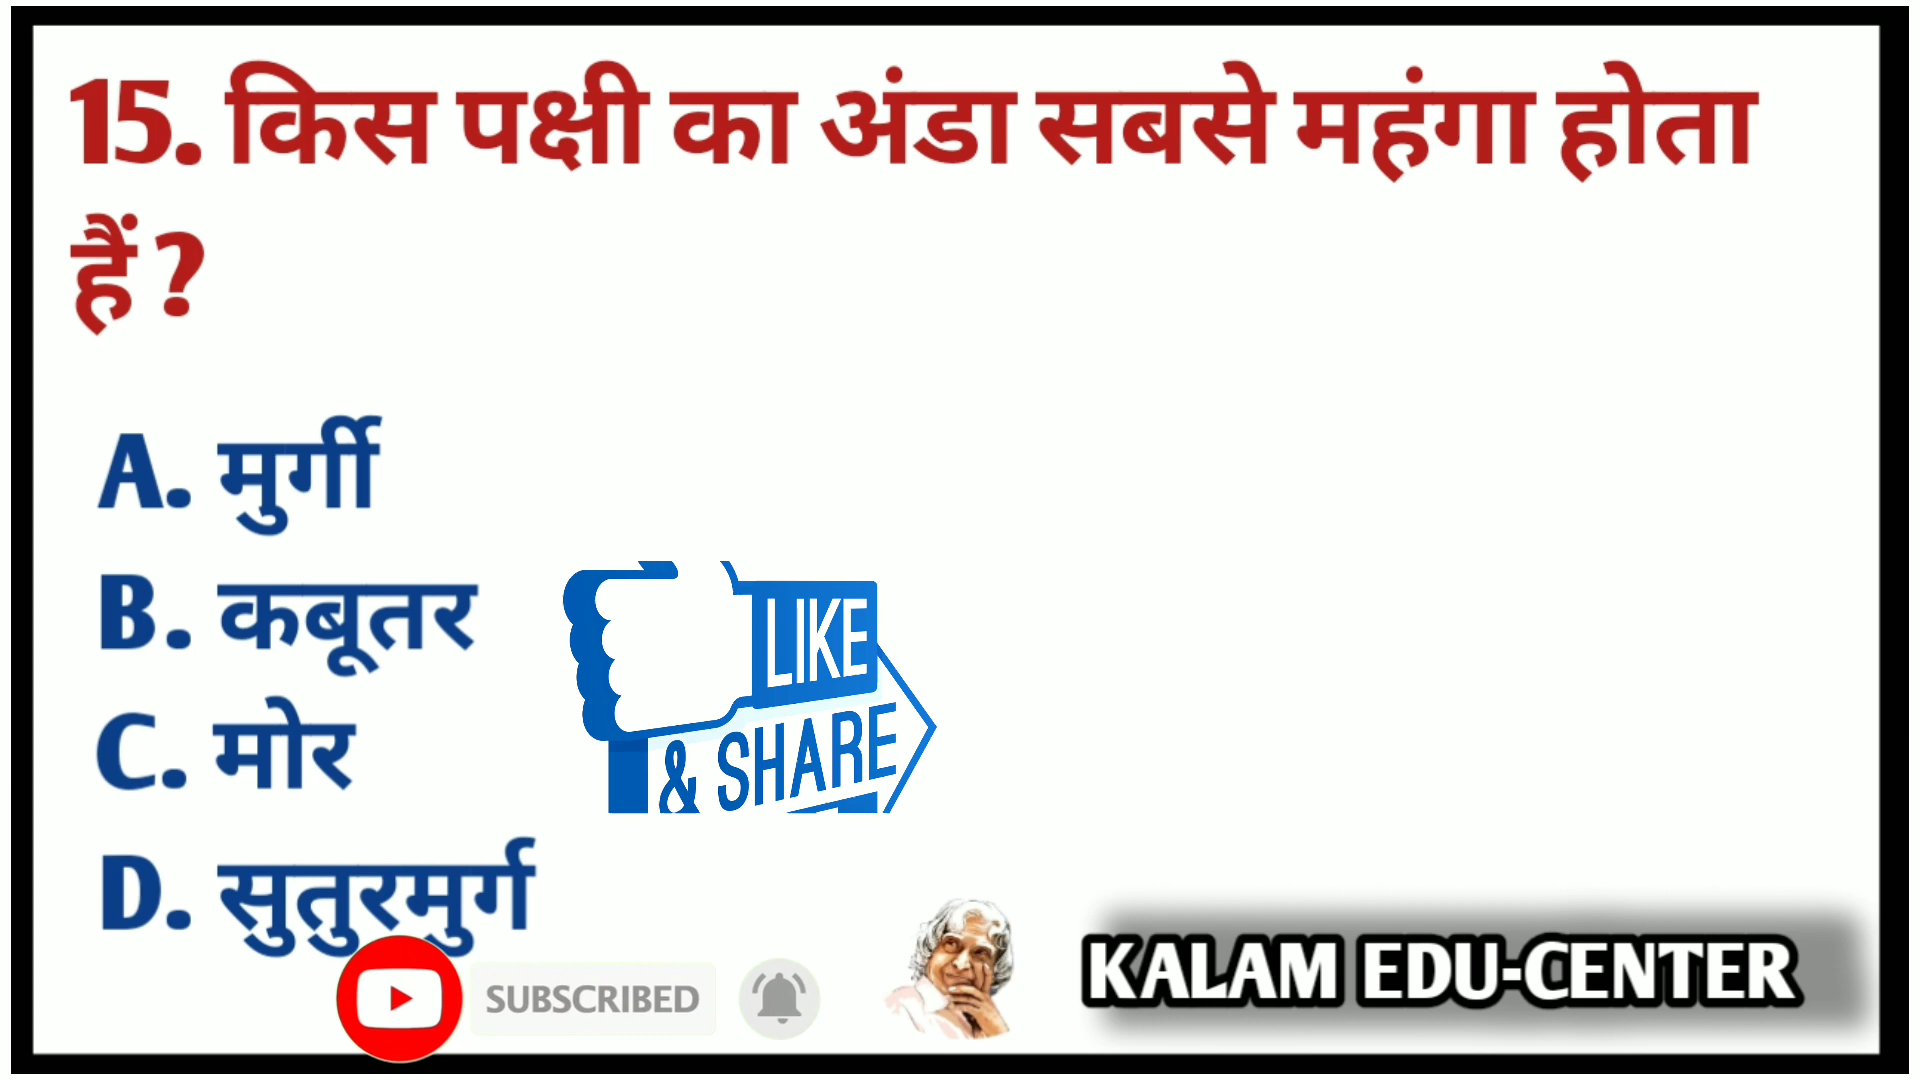 15. किस पक्षी का अंडा सबसे महंगा होता
हैं ?
A. मुर्गी
B. कबूतर
C. मोर
D. सुतुरमुर्ग
LIKE
& SHARE
SUBSCRIBED
KALAM EDU-CENTER